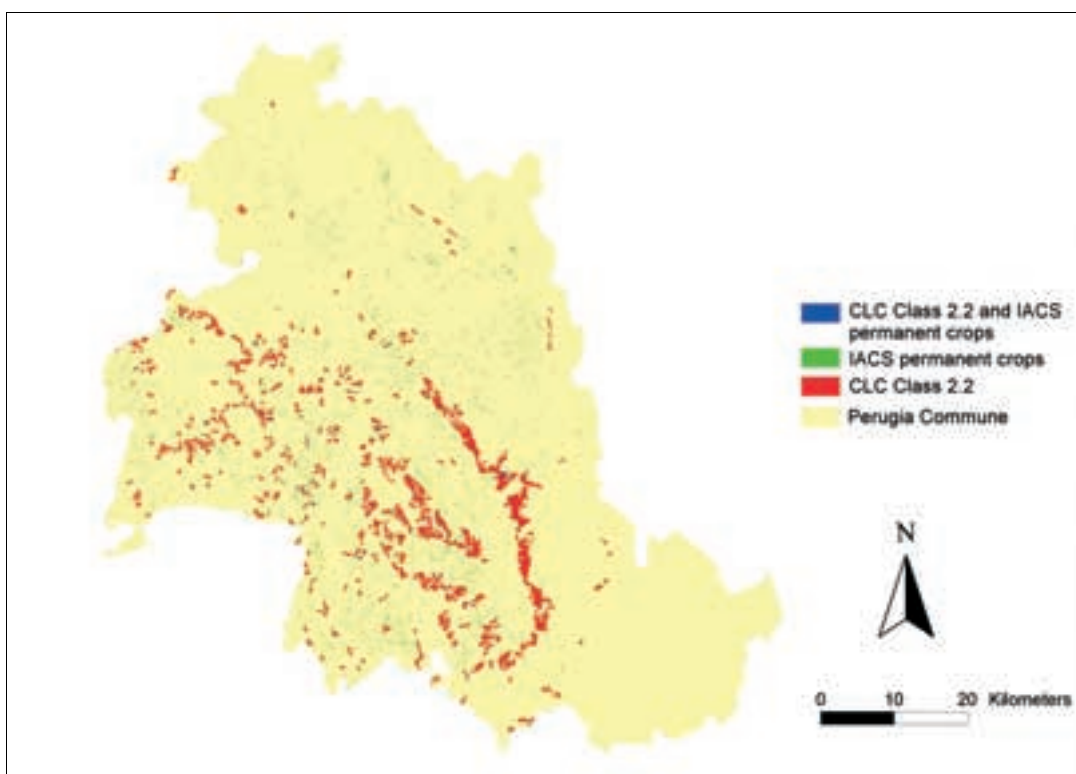 CLC Class 2.2 and IACS
permanent crops
IACS permanent crops
CLC Class 2.2
Perugia Commune
N
0 10 20 Kilometers